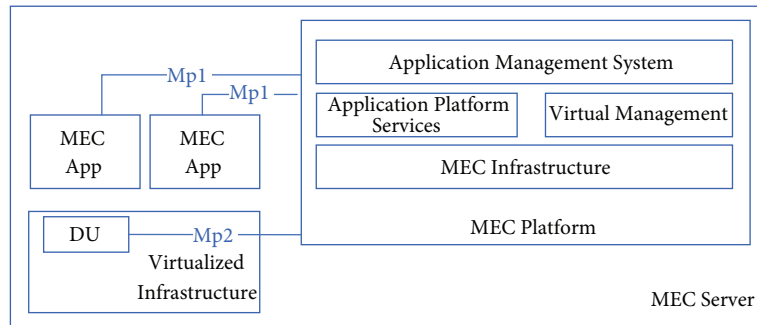 Application Management System
Mp1
Mp1
Application Platform
Services
Virtual Management
MEC
App
MEC
App
MEC Infrastructure
DU
Mp2
MEC Platform
Virtualized
Infrastructure
MEC Server